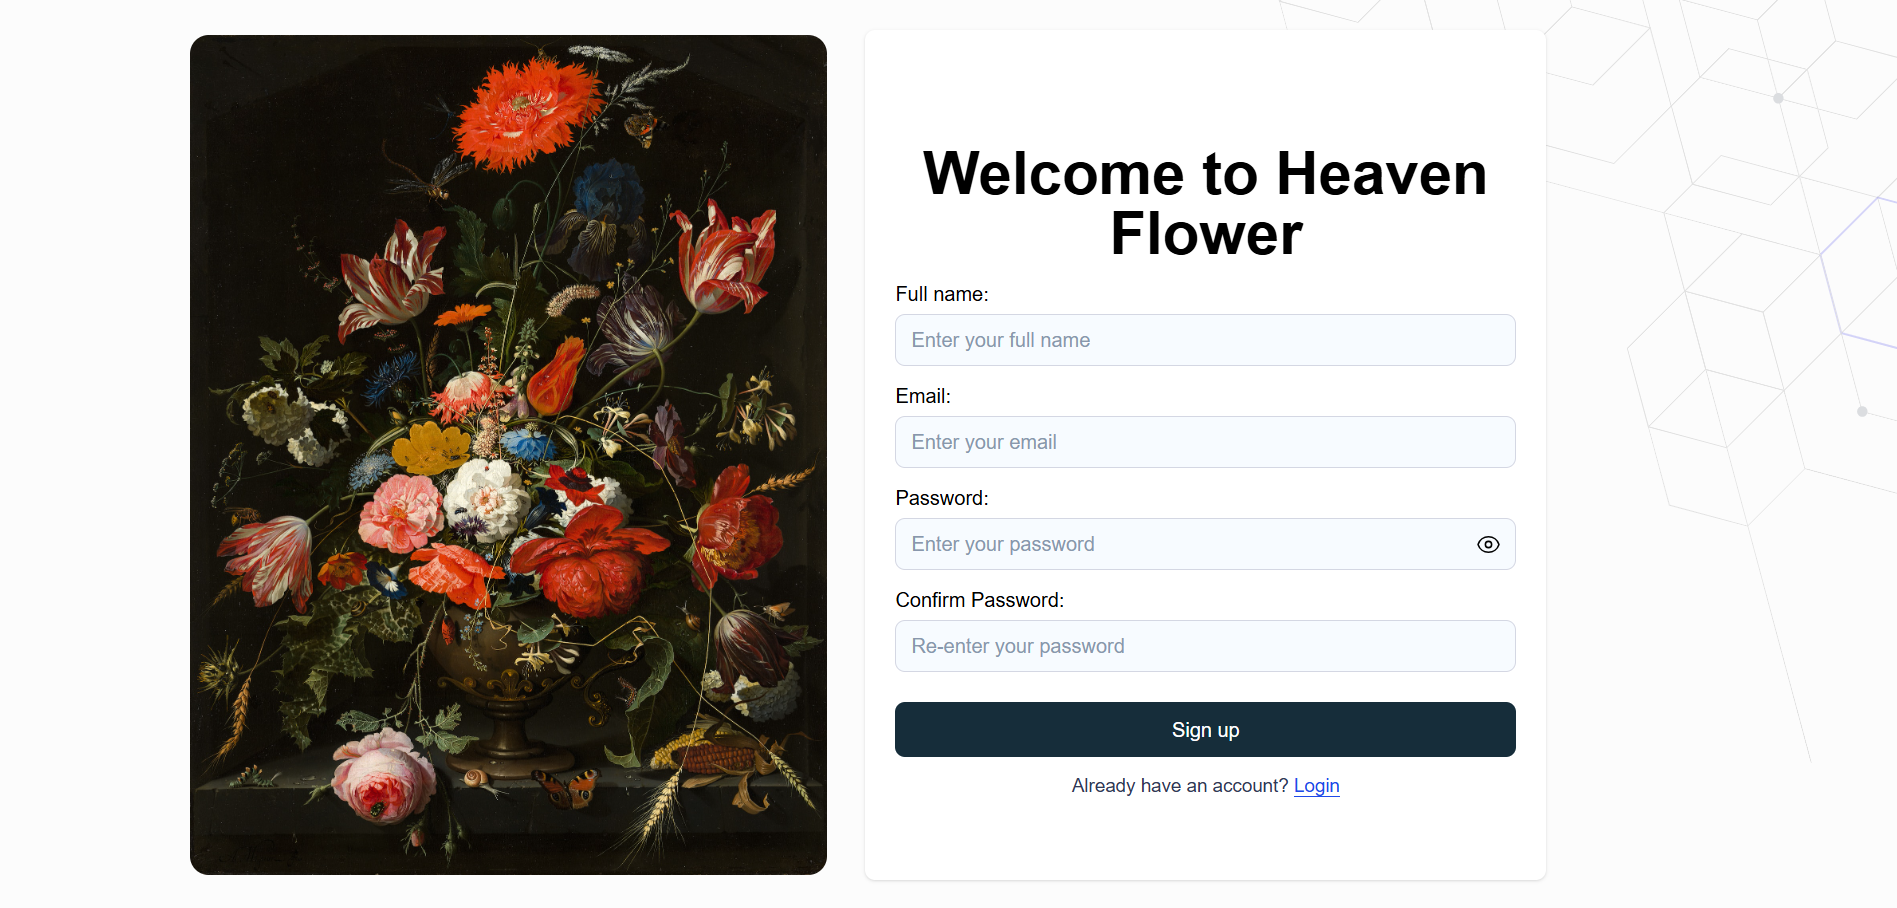 Welcome to Heaven
Flower
Full name:
Enter your full name
Email:
Enter your email
Password:
Enter your password
Confirm Password:
Re-enter your password
Sign up
Already have an account? Login